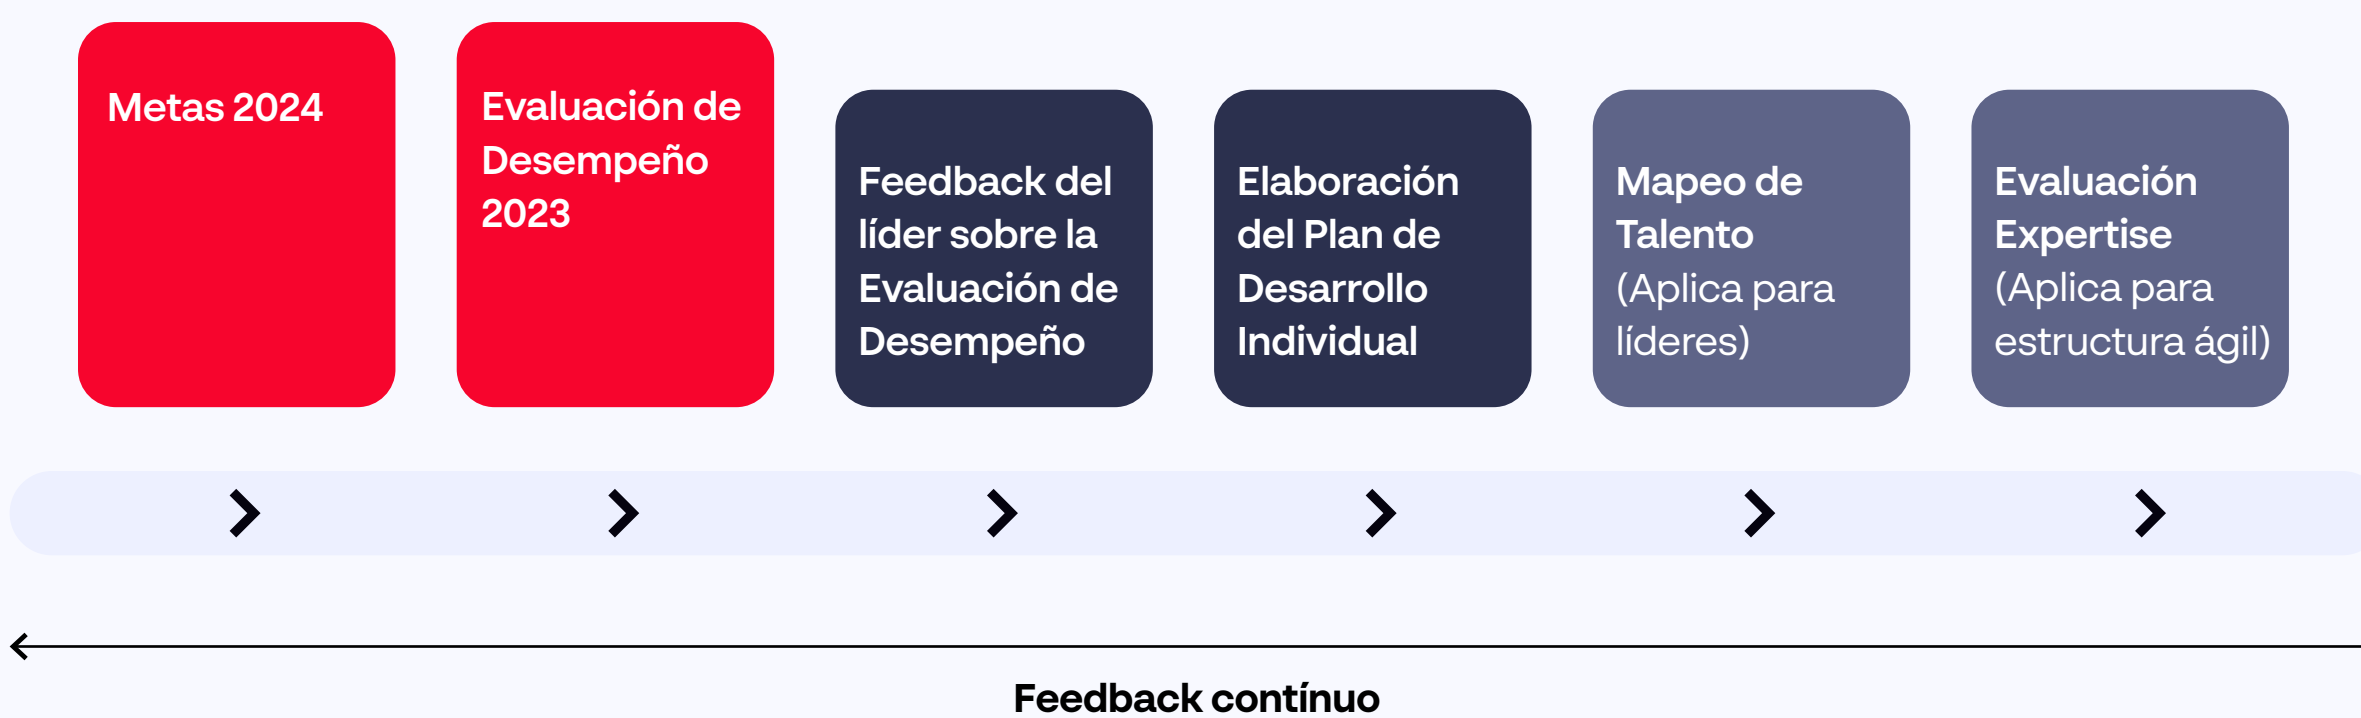 Metas 2024
Evaluación de
Desempeño
2023
Feedback del
líder sobre la
Evaluación de
Desempeño
Elaboración
del Plan de
Desarrollo
Individual
Mapeo de
Talento
(Aplica para
líderes)
Evaluación
Expertise
(Aplica para
estructura ágil)
Feedback contínuo